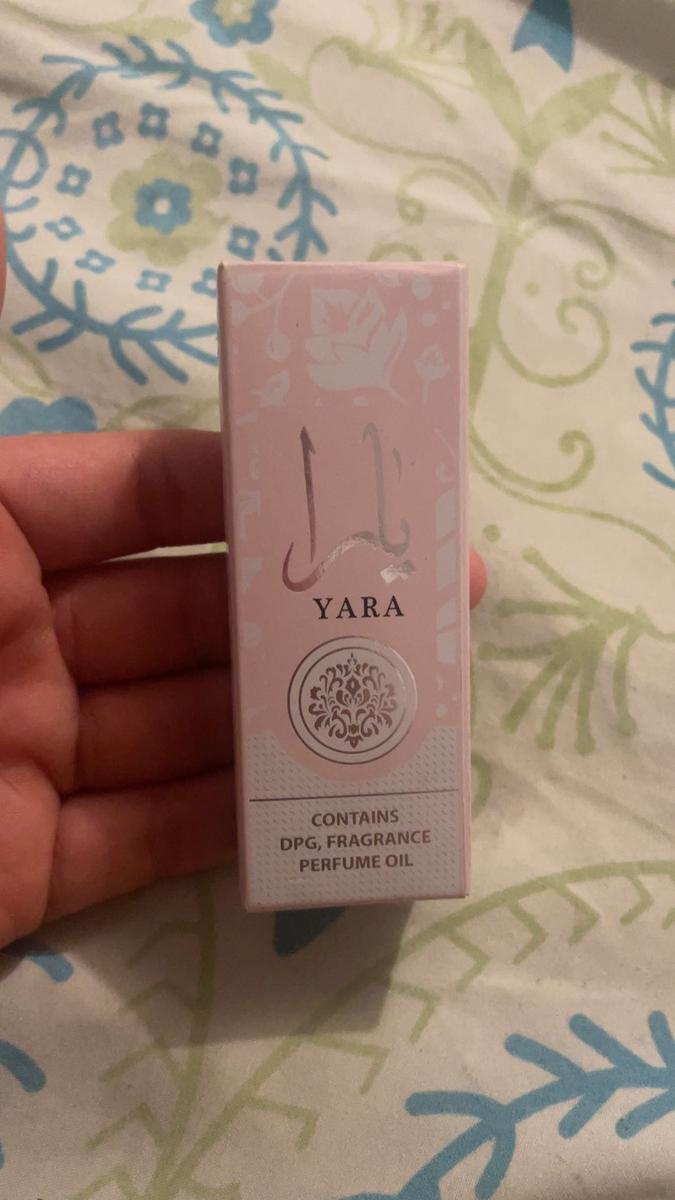 يارا
YARA
CONTAINS
DPG, FRAGRANCE
PERFUME OIL